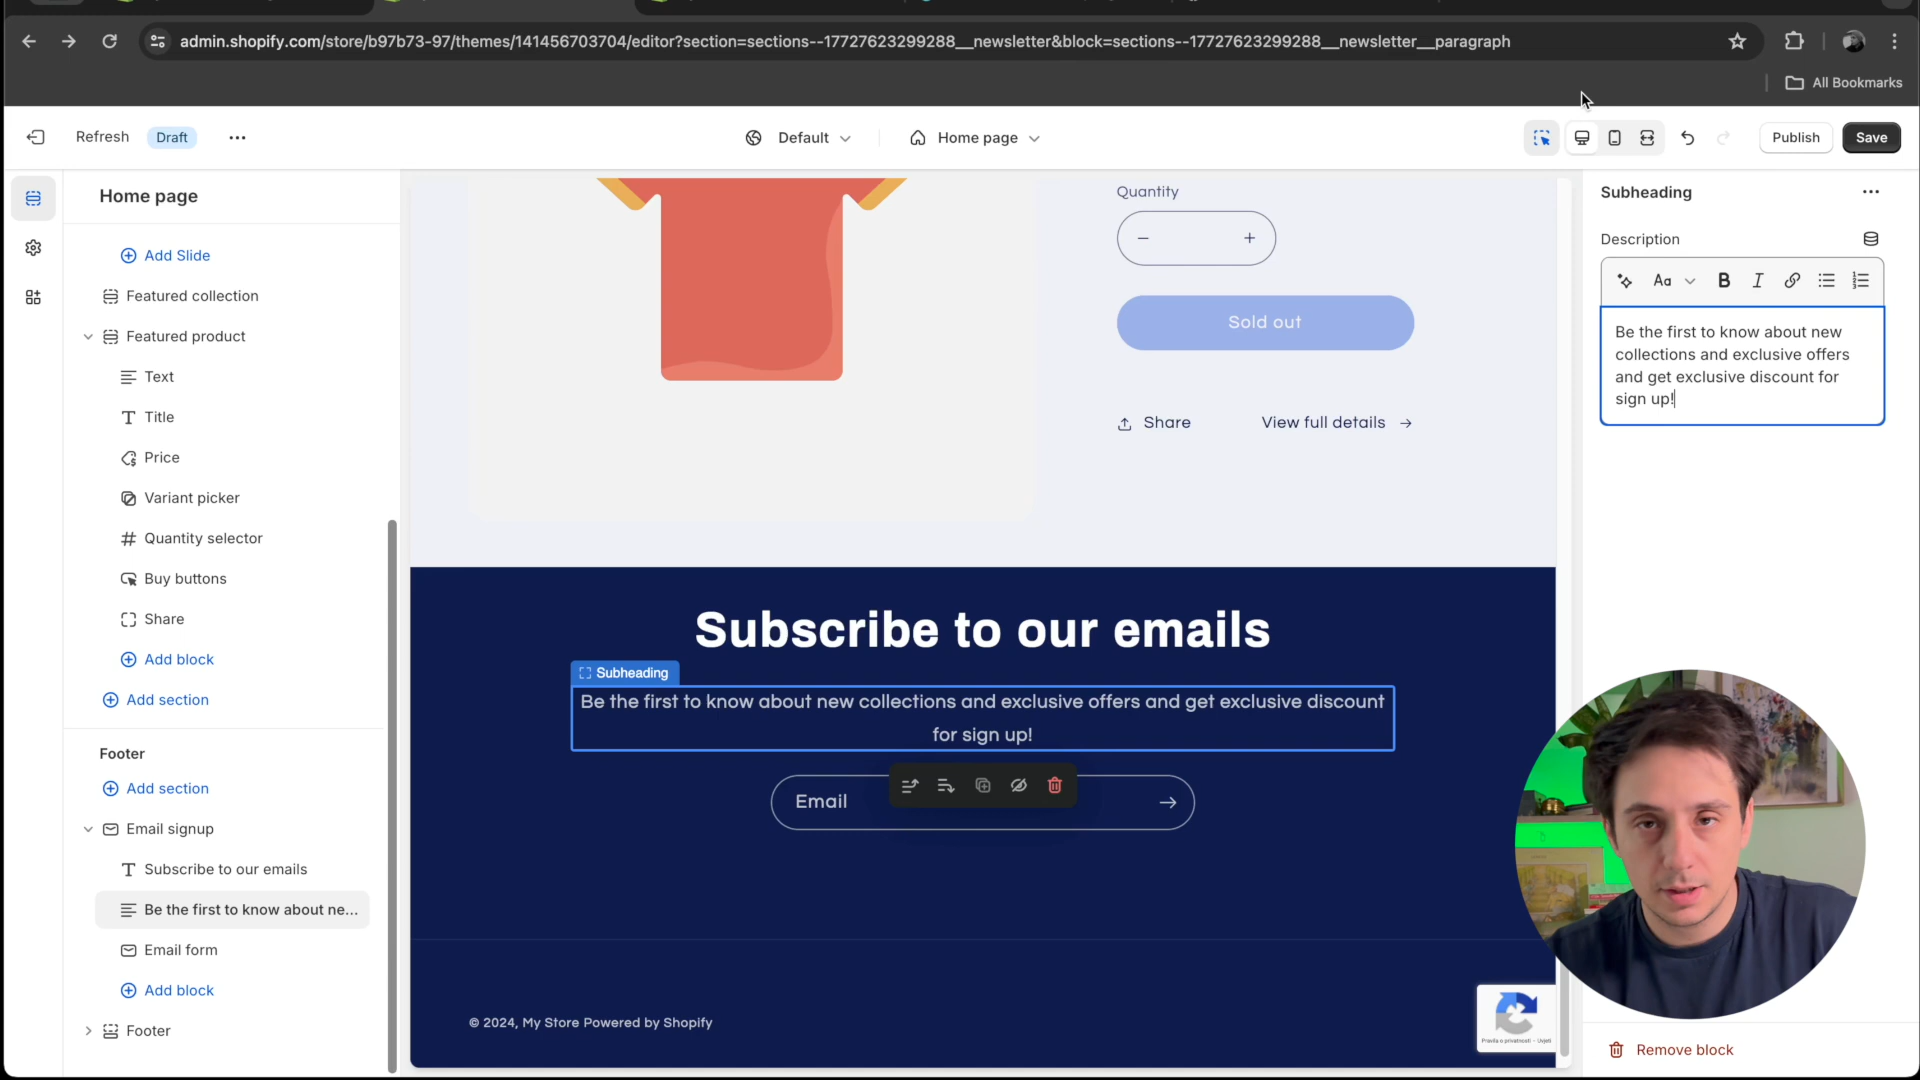 admin.shopify.com/store/b97b73-97/themes/141456703704/editor?section=sections--17727623299288__newsletter&block=sections--17727623299288__newsletter__paragraph
All Bookmarks
Refresh
Draft
Default
Home page
Publish
Save
Home page
Add Slide
Featured collection
Featured product
Text
Title
Price
Variant picker
Quantity selector
Buy buttons
Share
Add block
Add section
Footer
Add section
Email signup
Subscribe to our emails
Be the first to know about ne...
Email form
Add block
Footer
Quantity
Sold out
Share
View full details
Subscribe to our emails
Subheading
Be the first to know about new collections and exclusive offers and get exclusive discount
for sign up!
Email
© 2024, My Store Powered by Shopify
Pravila o privatnosti - Uvjeti
Subheading
Description
Aa
B
I
Be the first to know about new
collections and exclusive offers
and get exclusive discount for
sign up!
Remove block